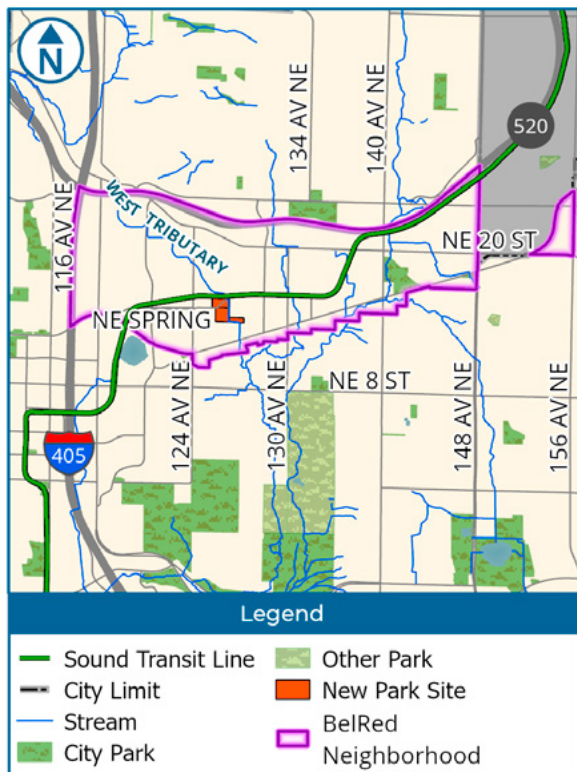 N
134 AV NE
140 AV NE
520
116 AV NE
WEST TRIBUTARY
NE 20 ST
NE SPRING
NE 8 ST
124 AV NE
130 AV NE
148 AV NE
156 AV NE
405
Legend
Sound Transit Line
City Limit
Stream
City Park
Other Park
New Park Site
BelRed
Neighborhood